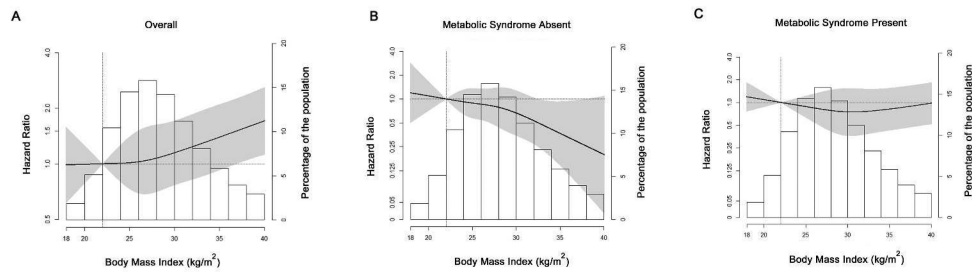 A
Overall
Hazard Ratio
4.0
2.0
1.5
1.0
0.5
20
15
10
5
0
Percentage of the population
18 20 25 30 35 40
Body Mass Index (kg/m²)
B
Metabolic Syndrome Absent
Hazard Ratio
4.0
2.0
1.0
0.5
0.25
0.125
0.05
20
15
10
5
0
Percentage of the poopulation
18 20 25 30 35 40
Body Mass Index (kg/m²)
C
Metabolic Syndrome Present
Hazard Ratio
4.0
2.0
1.0
0.5
0.25
0.125
0.05
20
15
10
5
0
Percentage of the poopulation
18 20 25 30 35 40
Body Mass Index (kg/m²)